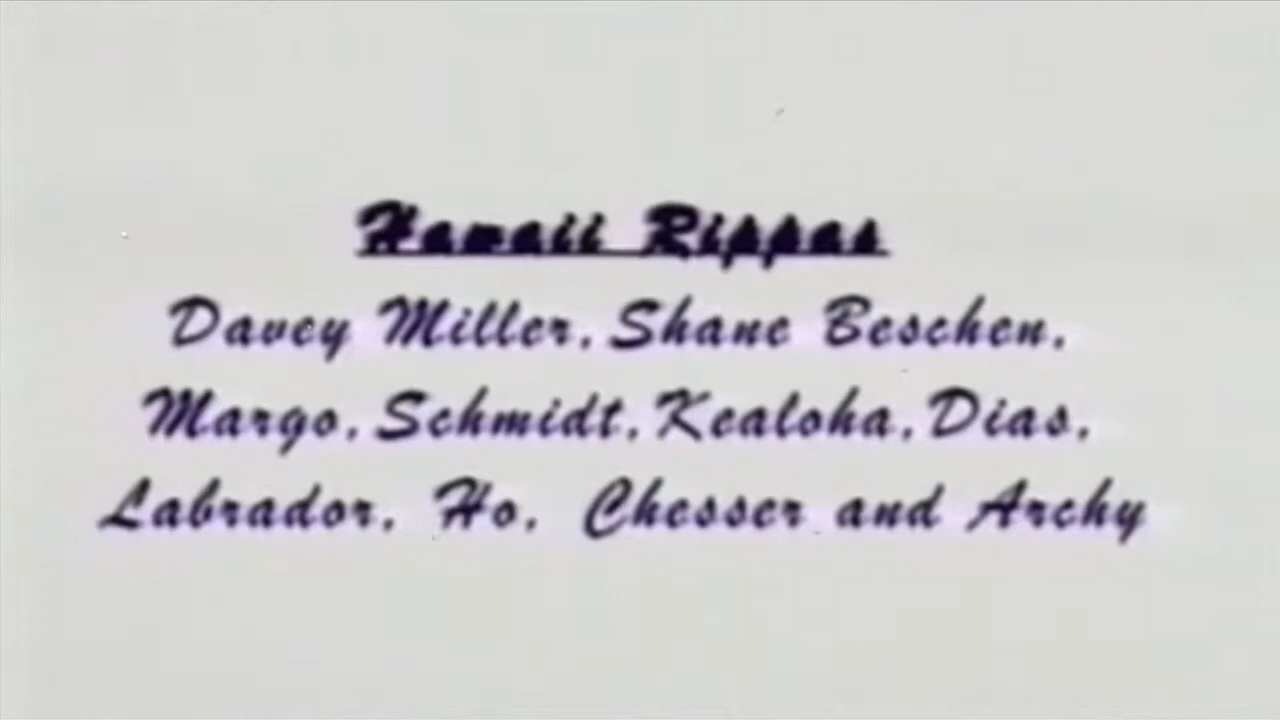 Hawaii Rippas
Davey Miller, Shane Beschen,
Margo, Schmidt, Kealoha, Dias,
Labrador, Ho, Chesser and Archy